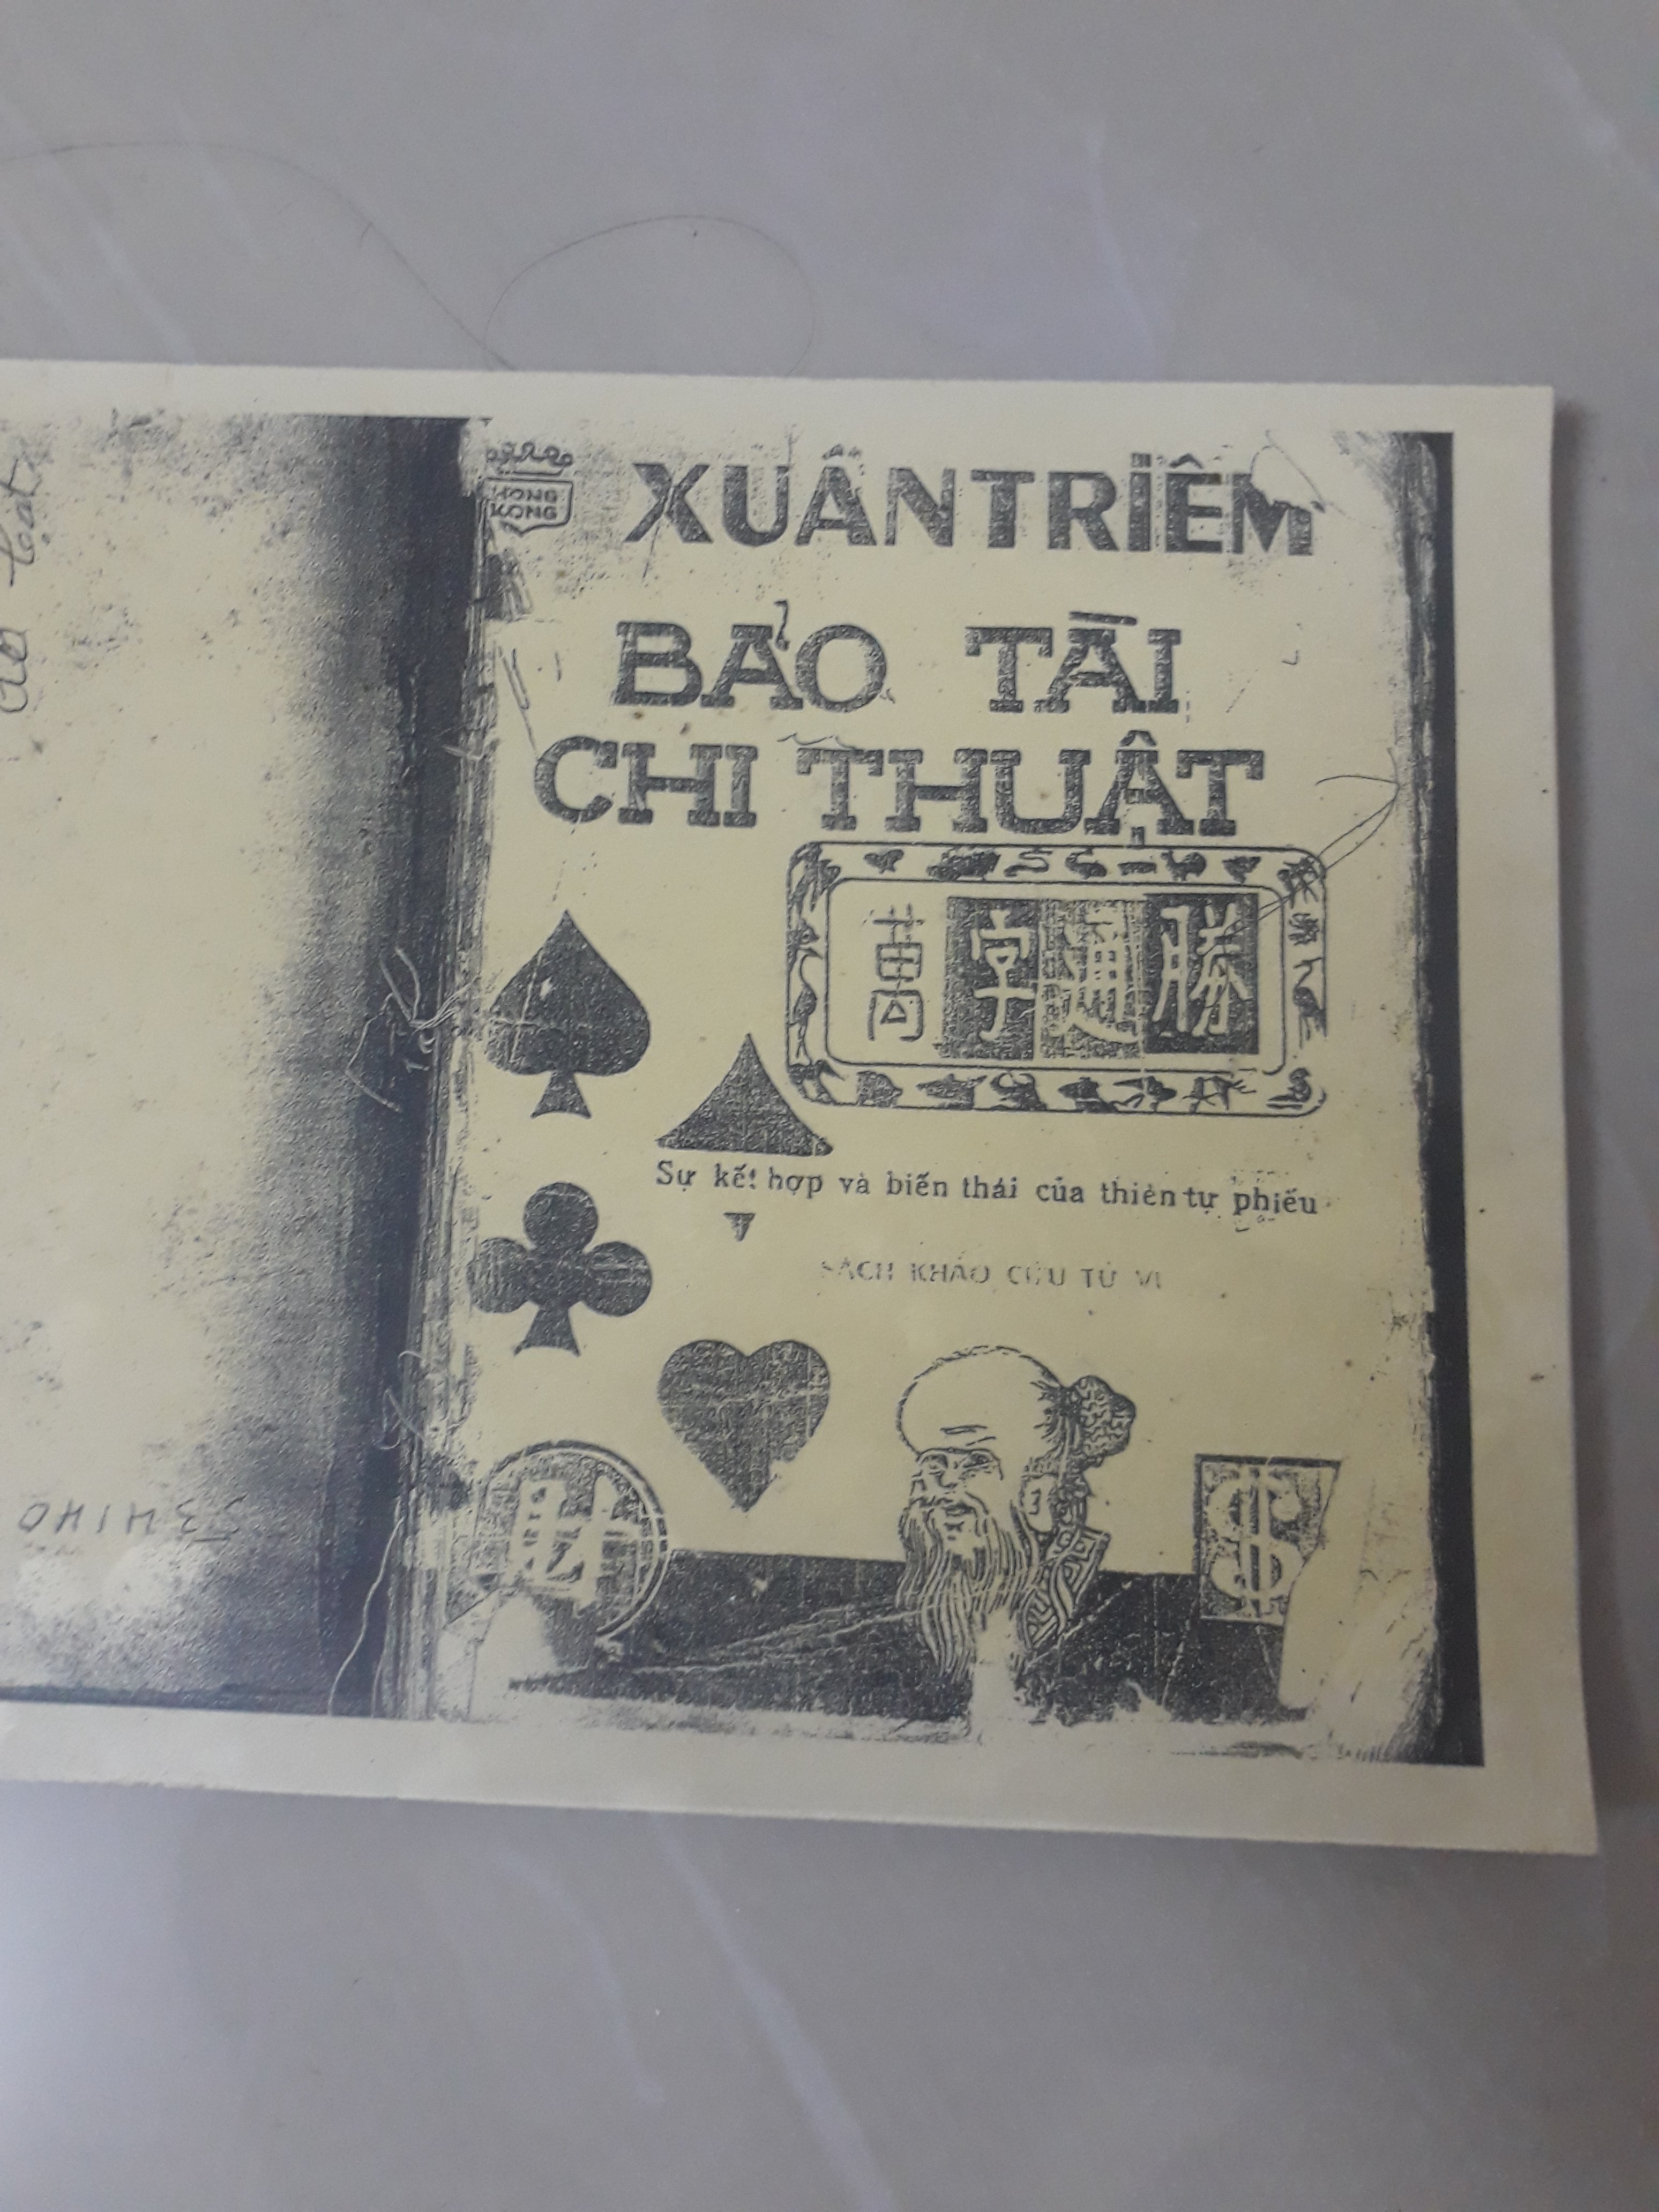 HONG
KONG
XUÂN TRIÊM
BẢO TÀI
CHI THUẬT
萬字通勝
Sự kết hợp và biến thái của thiên tự phiếu
SÁCH KHẢO CỨU TỬ VI
$